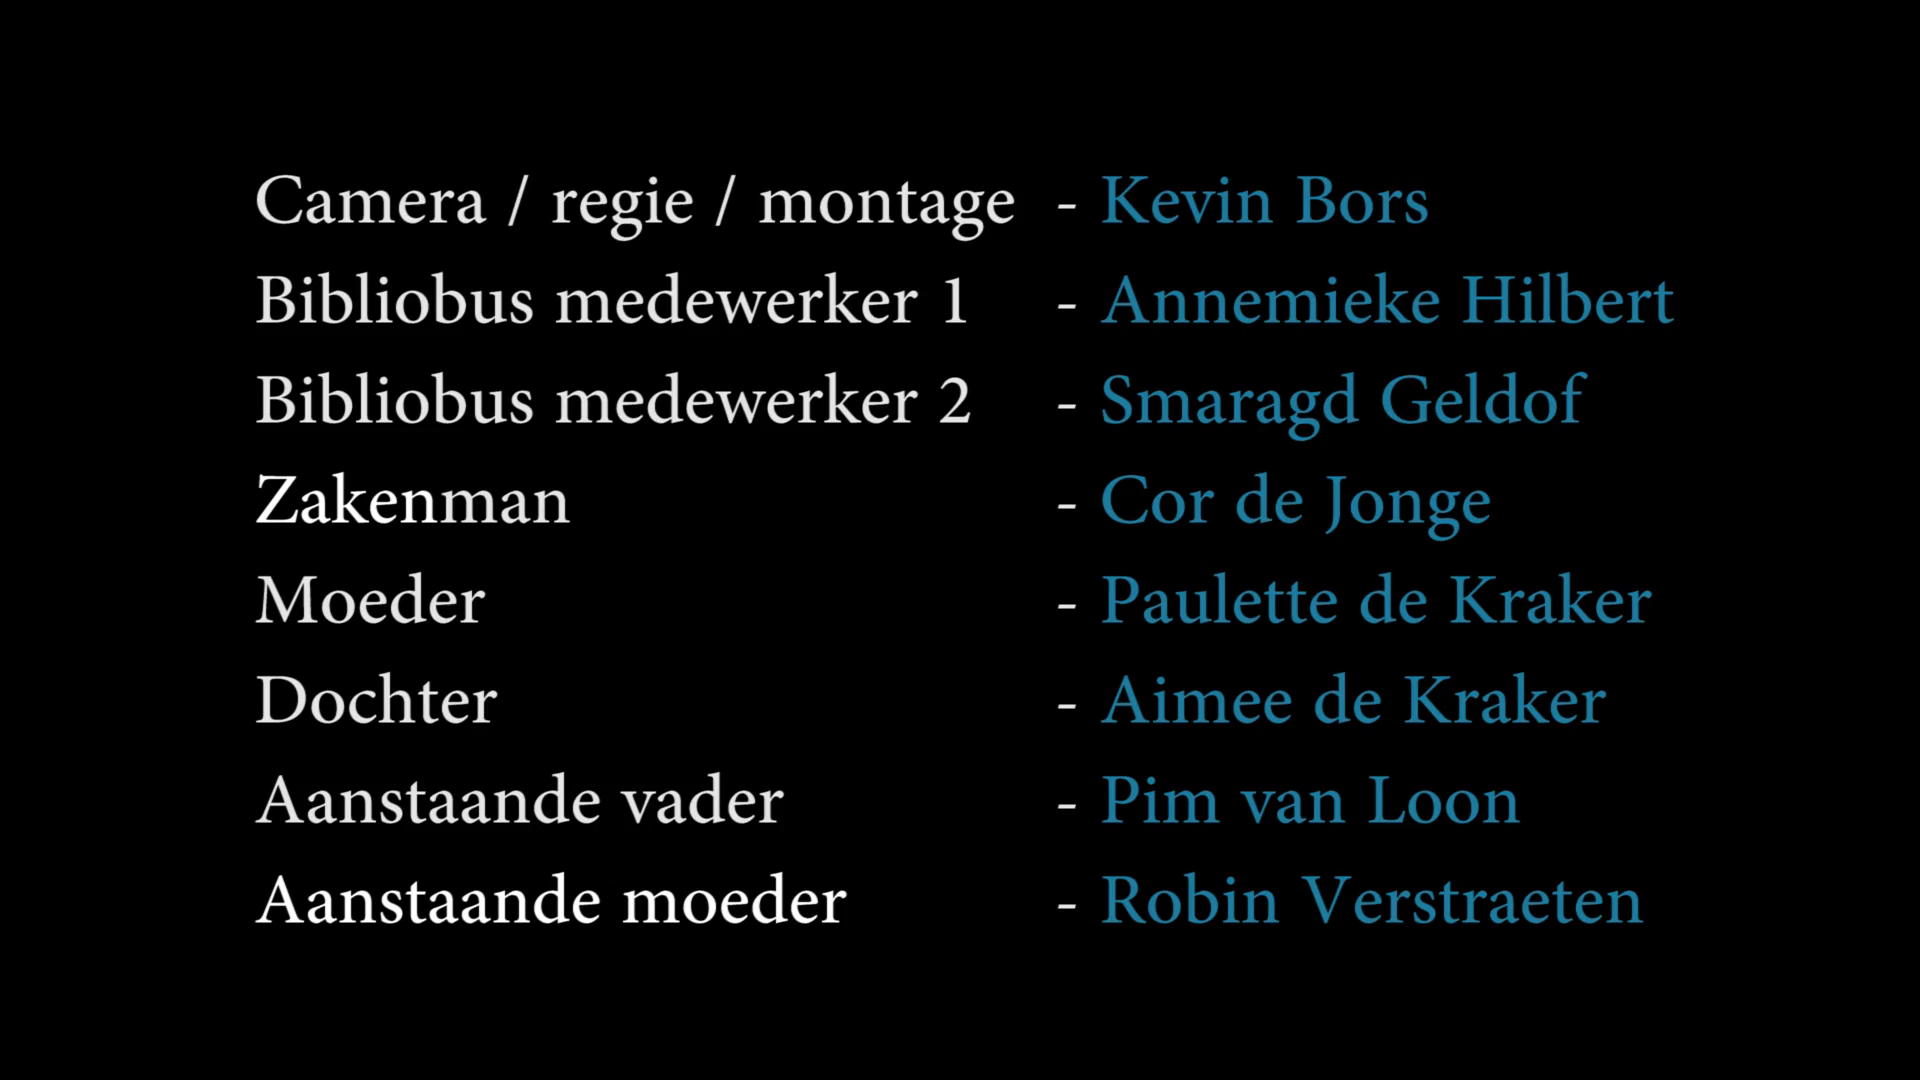 Camera / regie / montage - Kevin Bors
Bibliobus medewerker 1 - Annemieke Hilbert
Bibliobus medewerker 2 - Smaragd Geldof
Zakenman - Cor de Jonge
Moeder - Paulette de Kraker
Dochter - Aimee de Kraker
Aanstaande vader - Pim van Loon
Aanstaande moeder - Robin Verstraeten